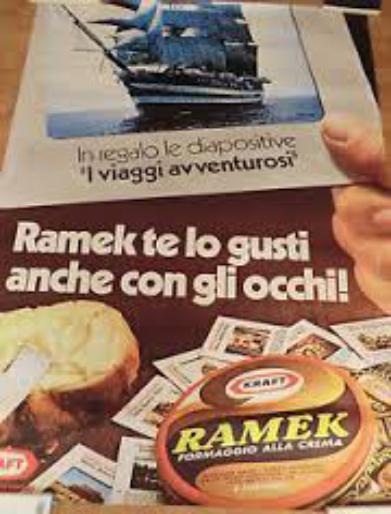 In regalo le diapositive
"I viaggi avventurosi"
Ramek te lo gusti
anche con gli occhi!
KRAFT
RAMEK
FORMAGGIO ALLA CREMA
AFT